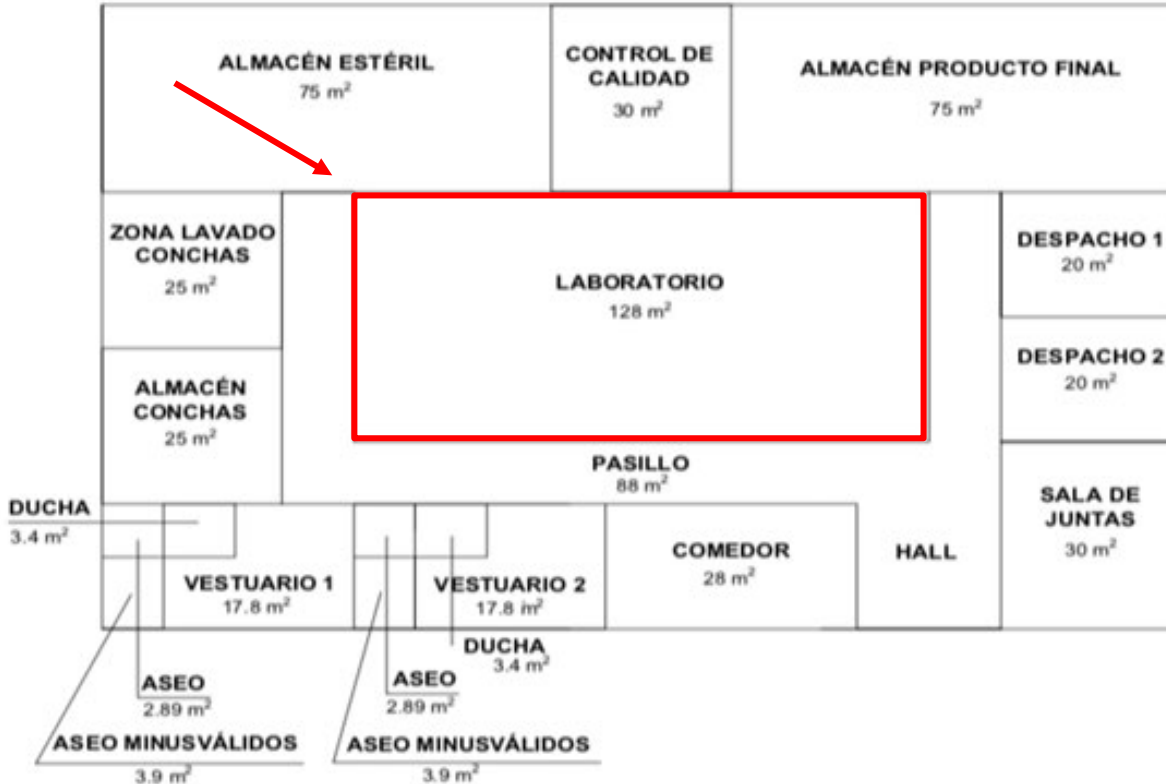 ALMACÉN ESTÉRIL
75 m²
CONTROL DE
CALIDAD
30 m²
ALMACÉN PRODUCTO FINAL
75 m²
ZONA LAVADO
CONCHAS
25 m²
LABORATORIO
128 m²
DESPACHO 1
20 m²
DESPACHO 2
20 m²
ALMACÉN
CONCHAS
25 m²
PASILLO
88 m²
SALA DE
JUNTAS
30 m²
DUCHA
3.4 m²
VESTUARIO 1
17.8 m²
VESTUARIO 2
17.8 m²
COMEDOR
28 m²
HALL
DUCHA
3.4 m²
ASEO
2.89 m²
ASEO
2.89 m²
ASEO MINUSVÁLIDOS
3.9 m²
ASEO MINUSVÁLIDOS
3.9 m²